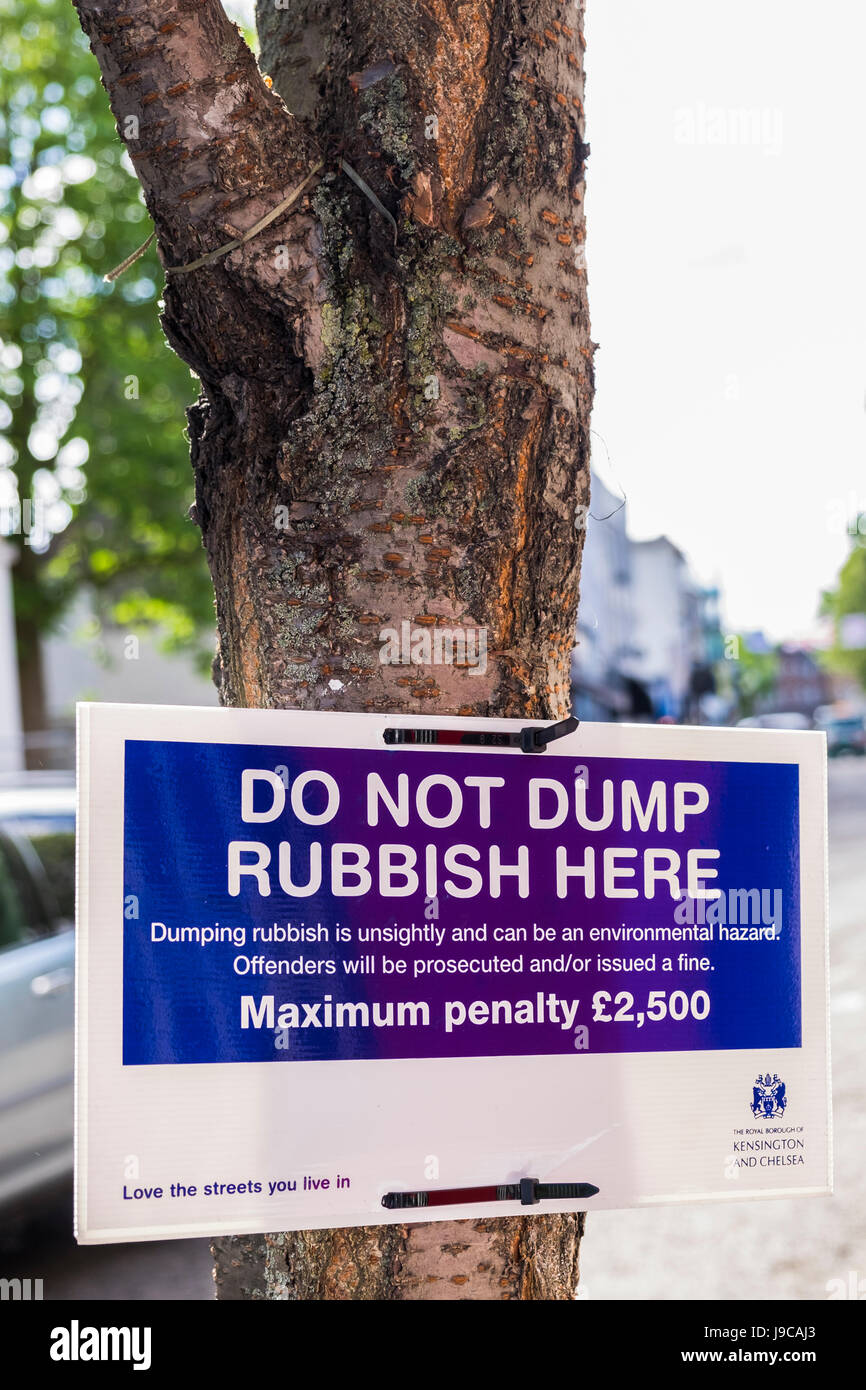 DO NOT DUMP
RUBBISH HERE
Dumping rubbish is unsightly and can be an environmental hazard.
Offenders will be prosecuted and/or issued a fine.
Maximum penalty £2,500
THE ROYAL BOROUGH OF
KENSINGTON
AND CHELSEA
Love the streets you live in
alamy stock photo
J9CAJ3
www.alamy.com